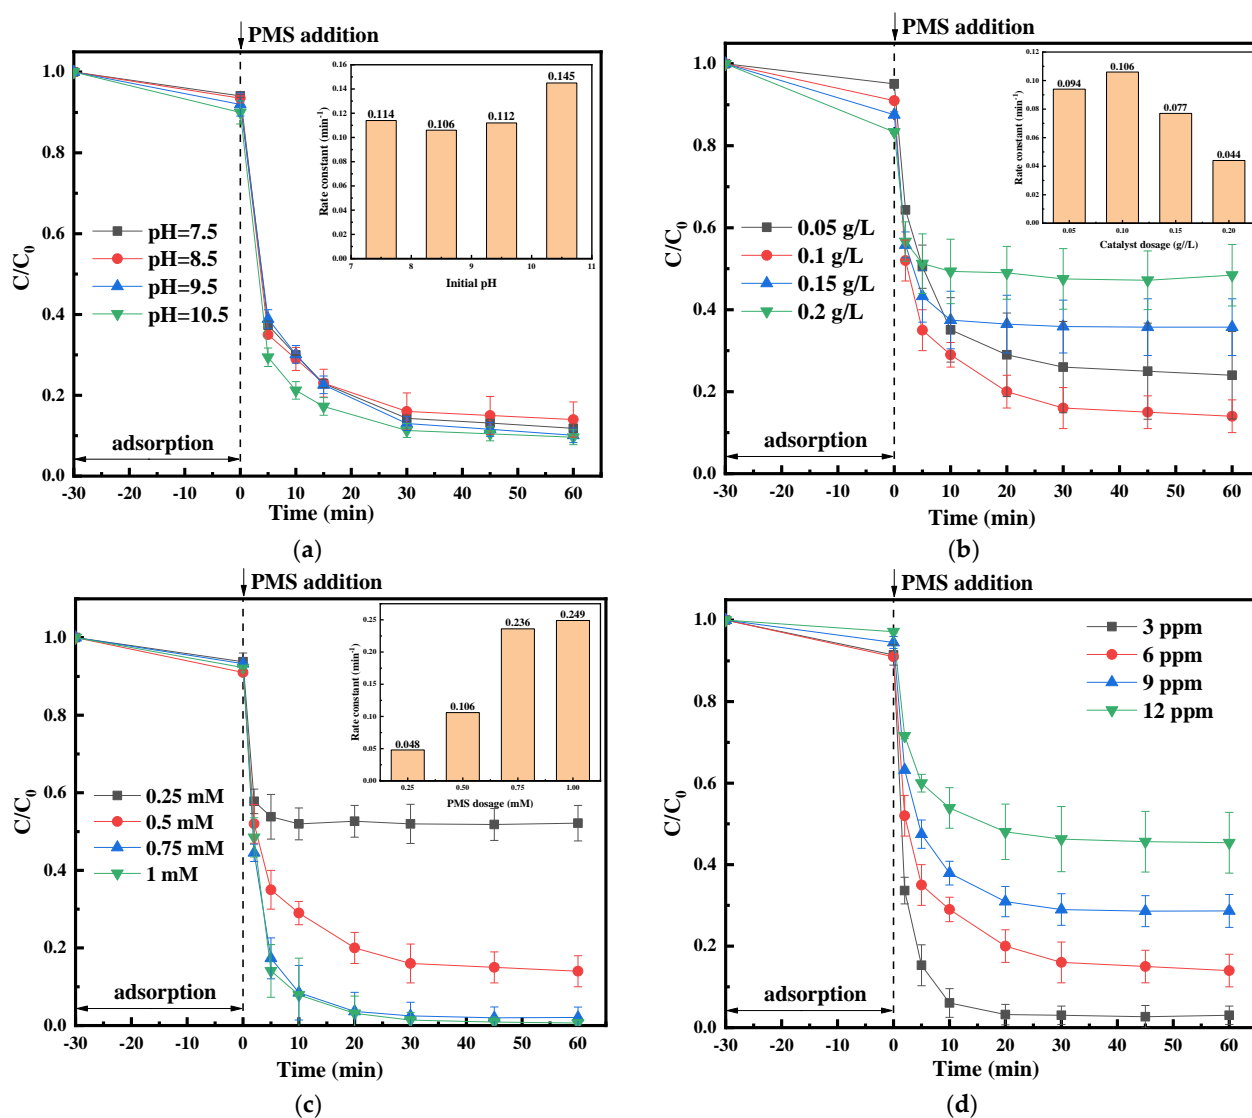 PMS addition
1.0
0.8
0.6
0.4
0.2
0.0
C/C0
pH=7.5
pH=8.5
pH=9.5
pH=10.5
adsorption
-30 -20 -10 0 10 20 30 40 50 60
Time (min)
0.16
0.14
0.12
0.10
0.08
0.06
0.04
0.02
0.00
Rate constant (min-1)
0.114 0.106 0.112 0.145
7 8 9 10 11
Initial pH
(a)
PMS addition
1.0
0.8
0.6
0.4
0.2
0.0
C/C0
0.05 g/L
0.1 g/L
0.15 g/L
0.2 g/L
adsorption
-30 -20 -10 0 10 20 30 40 50 60
Time (min)
0.12
0.10
0.08
0.06
0.04
0.02
0.00
Rate constant (min-1)
0.094 0.106 0.077 0.044
0.05 0.10 0.15 0.20
Catalyst dosage (g//L)
(b)
PMS addition
1.0
0.8
0.6
0.4
0.2
0.0
C/C0
0.25 mM
0.5 mM
0.75 mM
1 mM
adsorption
-30 -20 -10 0 10 20 30 40 50 60
Time (min)
0.25
0.20
0.15
0.10
0.05
0.00
Rate constant (min-1)
0.048 0.106 0.236 0.249
0.25 0.50 0.75 1.00
PMS dosage (mM)
(c)
PMS addition
1.0
0.8
0.6
0.4
0.2
0.0
C/C0
3 ppm
6 ppm
9 ppm
12 ppm
adsorption
-30 -20 -10 0 10 20 30 40 50 60
Time (min)
(d)